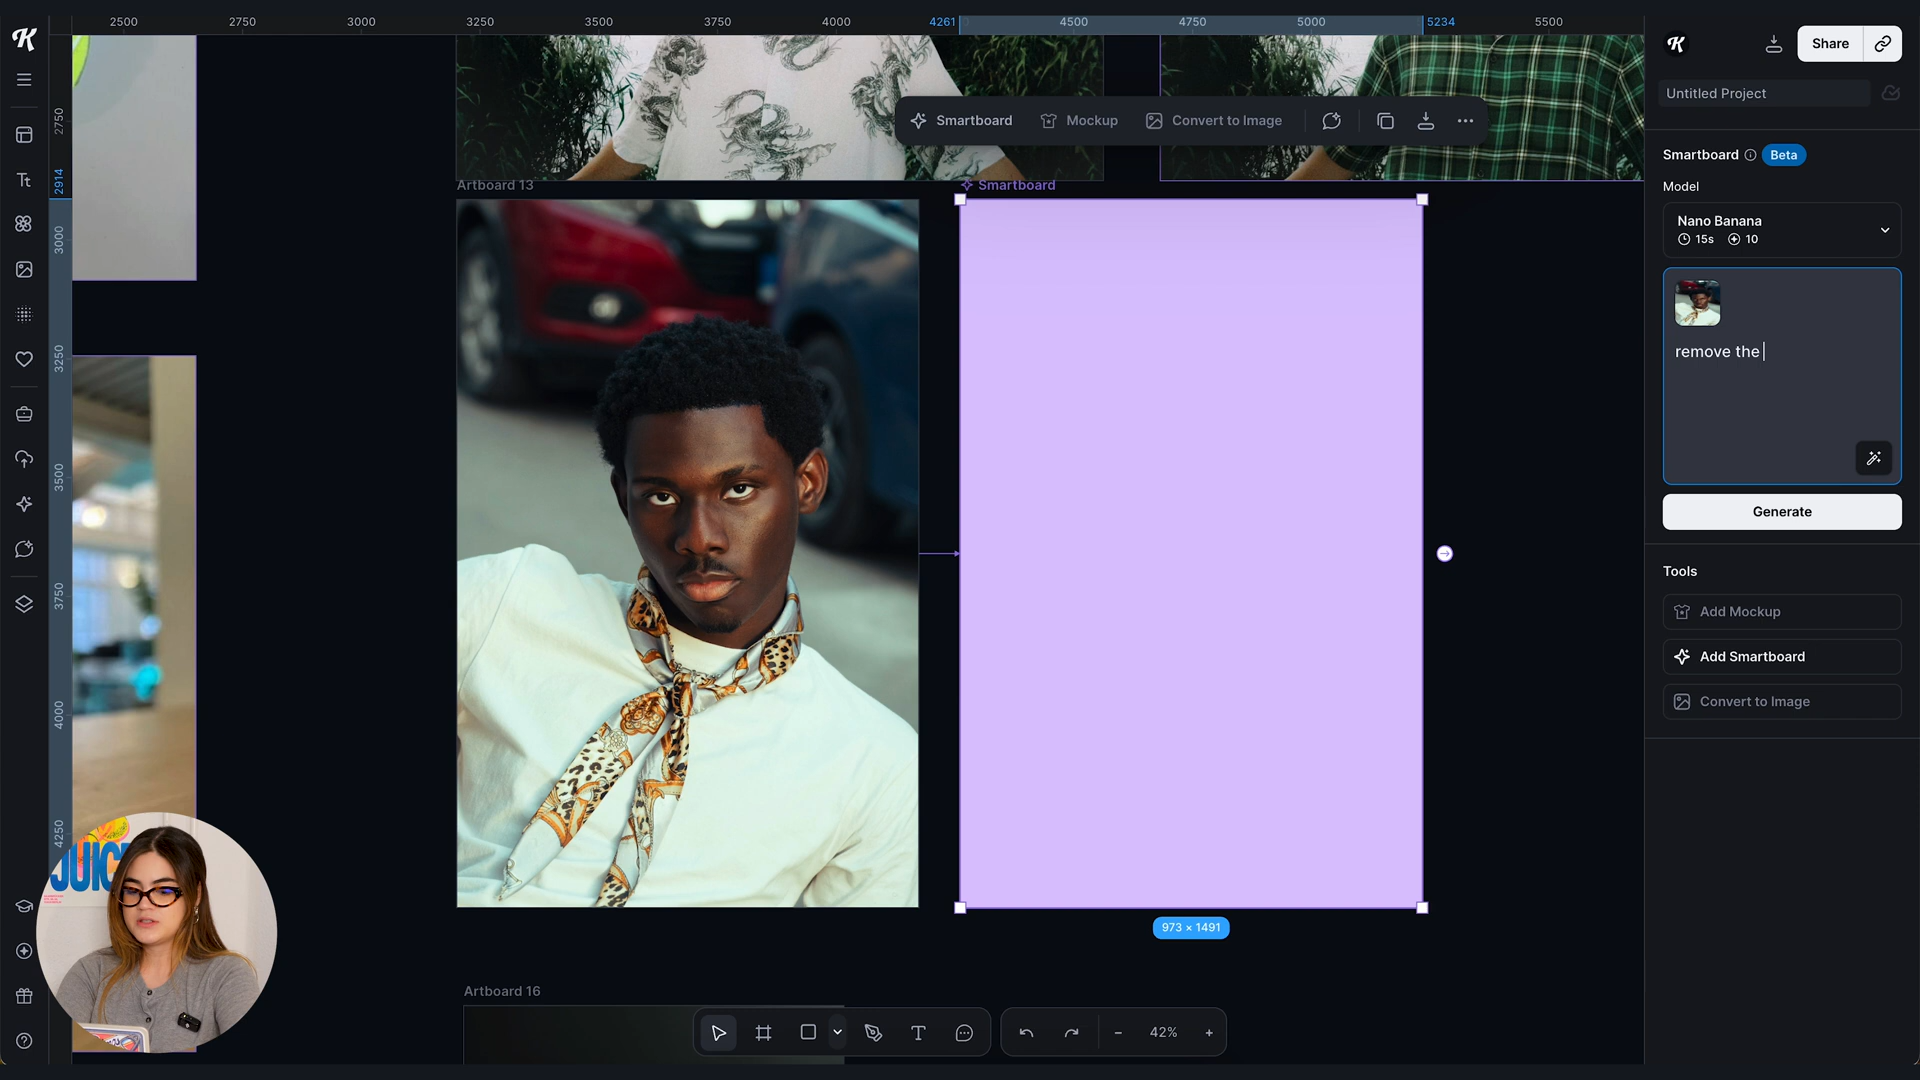 2500 2750 3000 3250 3500 3750 4000 4261 4500 4750 5000 5234 5500
Share
Untitled Project
2750
2914
3000
3250
3500
3750
4000
4250
Smartboard
Mockup
Convert to Image
Artboard 13
Smartboard
Smartboard
Beta
Model
Nano Banana
15s 10
remove the
Generate
Tools
Add Mockup
Add Smartboard
Convert to Image
973 × 1491
Artboard 16
42%